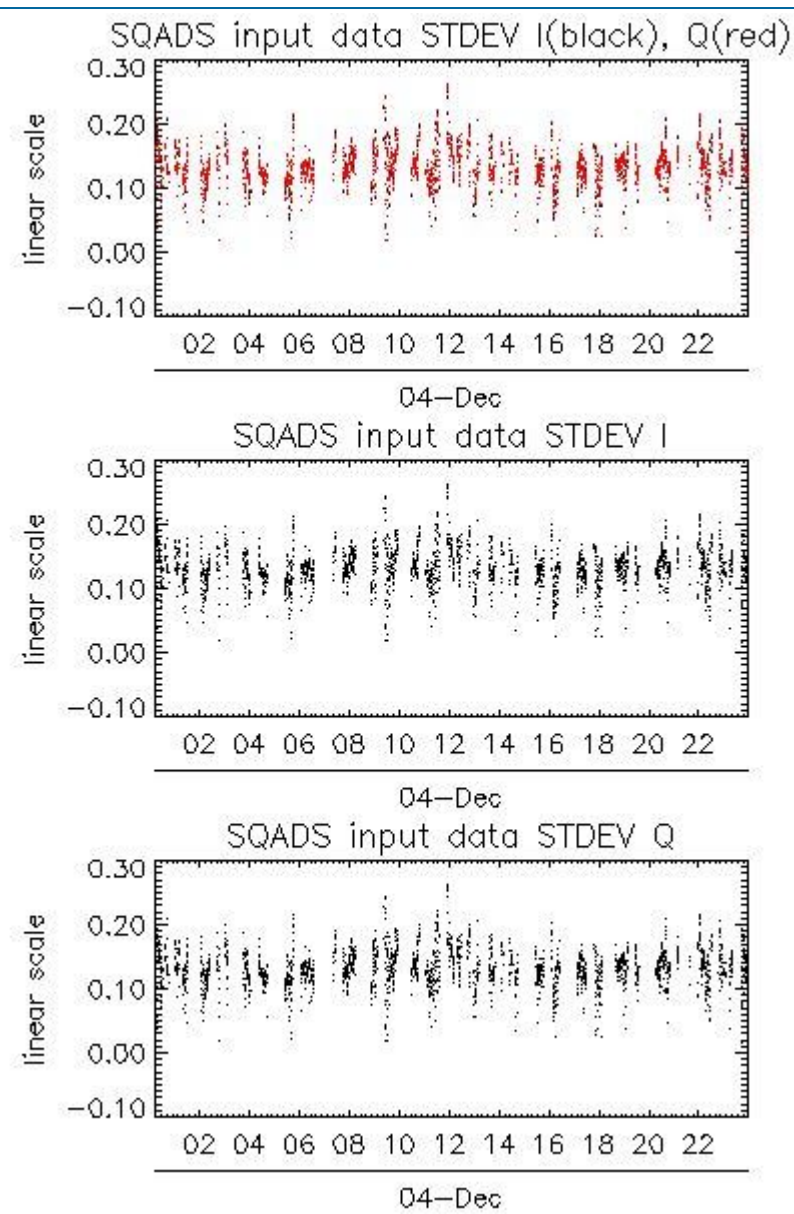 SQADS input data STDEV I(black), Q(red)
0.30
0.20
0.10
0.00
−0.10
linear scale
02 04 06 08 10 12 14 16 18 20 22
04−Dec
SQADS input data STDEV I
0.30
0.20
0.10
0.00
−0.10
linear scale
02 04 06 08 10 12 14 16 18 20 22
04−Dec
SQADS input data STDEV Q
0.30
0.20
0.10
0.00
−0.10
linear scale
02 04 06 08 10 12 14 16 18 20 22
04−Dec